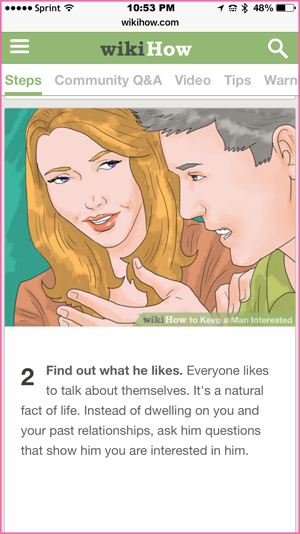 Sprint 10:53 PM 48%
wikihow.com
wikiHow
Steps Community Q&A Video Tips Warn
wikiHow to Keep a Man Interested
2 Find out what he likes. Everyone likes
to talk about themselves. It's a natural
fact of life. Instead of dwelling on you and
your past relationships, ask him questions
that show him you are interested in him.